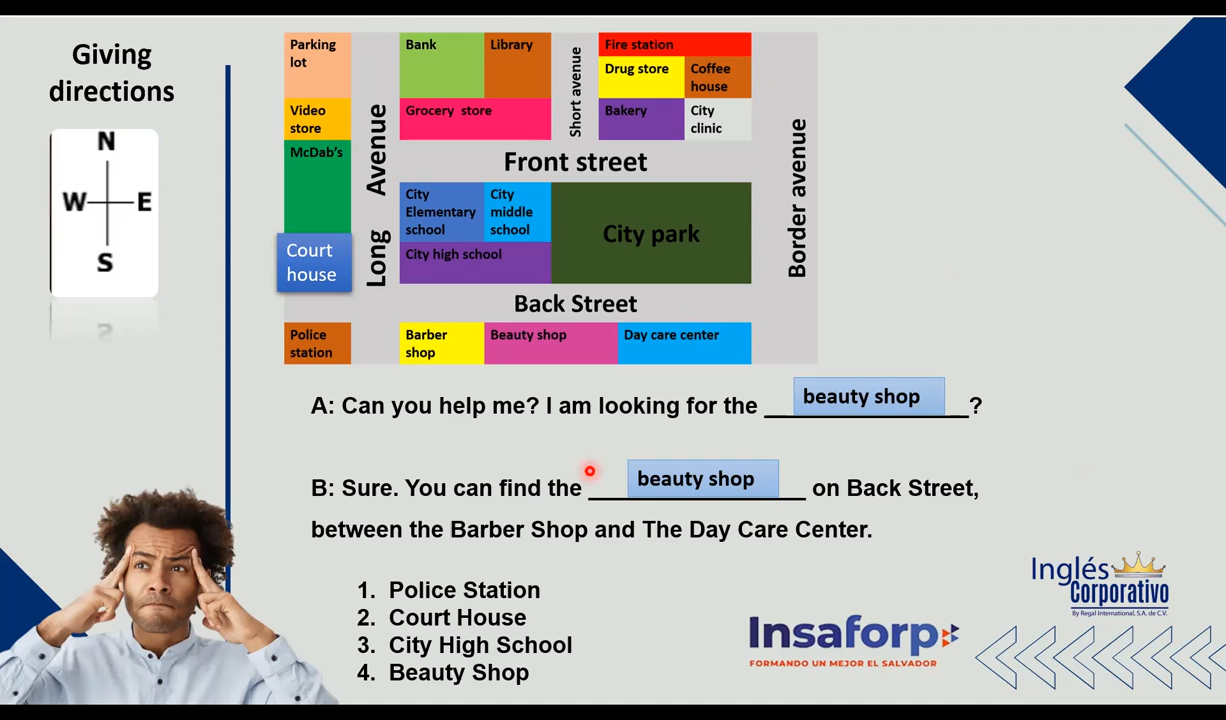 Giving
directions
N
W E
S
Parking
lot
Video
store
McDab's
Court
house
Police
station
Long Avenue
Bank
Library
Grocery store
Short avenue
Fire station
Drug store
Coffee
house
Bakery
City
clinic
Front street
City
Elementary
school
City
middle
school
City high school
City park
Border avenue
Back Street
Barber
shop
Beauty shop
Day care center
A: Can you help me? I am looking for the beauty shop ?
B: Sure. You can find the beauty shop on Back Street,
between the Barber Shop and The Day Care Center.
1. Police Station
2. Court House
3. City High School
4. Beauty Shop
Insaforp
FORMANDO UN MEJOR EL SALVADOR
Inglés
Corporativo
By Regal International, S.A. de C.V.